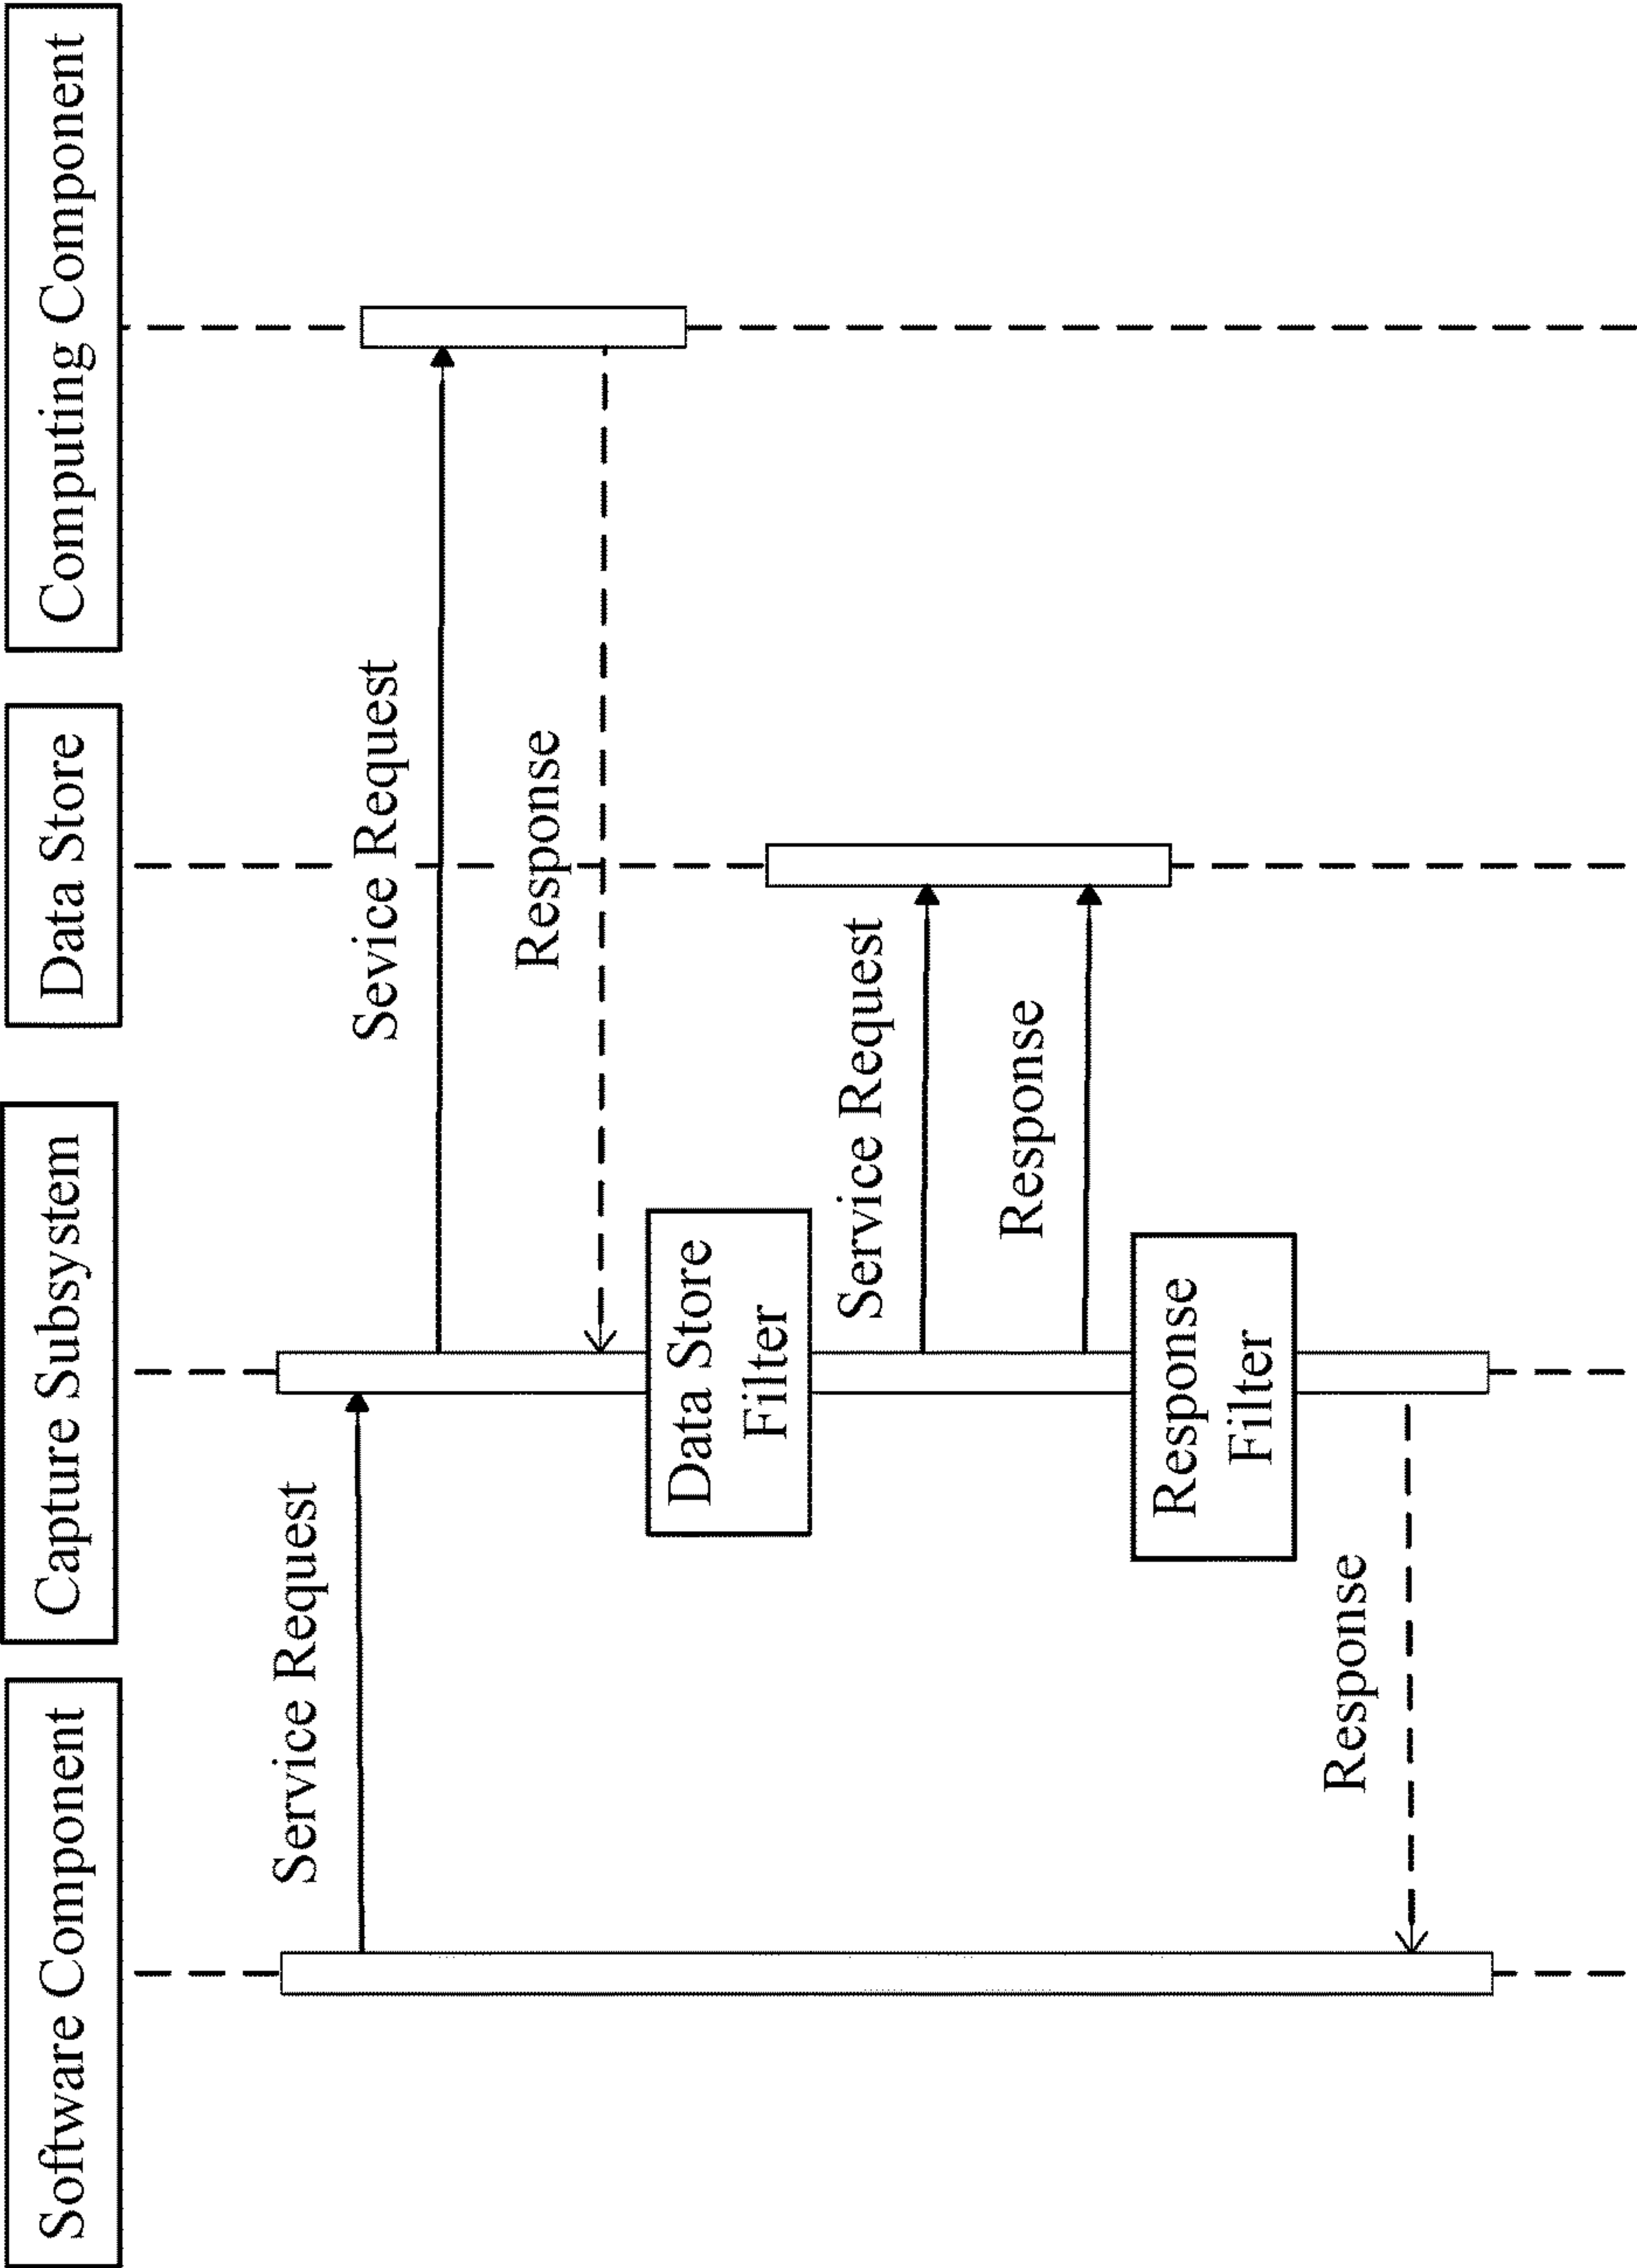 Software Component
Capture Subsystem
Data Store
Computing Component
Service Request
Sevice Request
Response
Data Store
Filter
Service Request
Response
Response
Filter
Response